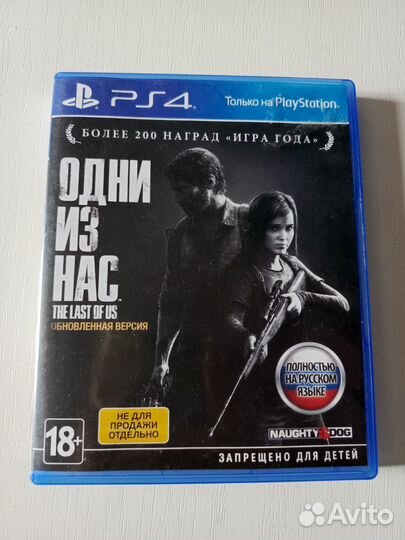 PS4
Только на PlayStation
БОЛЕЕ 200 НАГРАД «ИГРА ГОДА»
ОДНИ
ИЗ
НАС
THE LAST OF US
ОБНОВЛЕННАЯ ВЕРСИЯ
ПОЛНОСТЬЮ
НА РУССКОМ
ЯЗЫКЕ
НЕ ДЛЯ
ПРОДАЖИ
ОТДЕЛЬНО
18+
NAUGHTY DOG
ЗАПРЕЩЕНО ДЛЯ ДЕТЕЙ
Avito